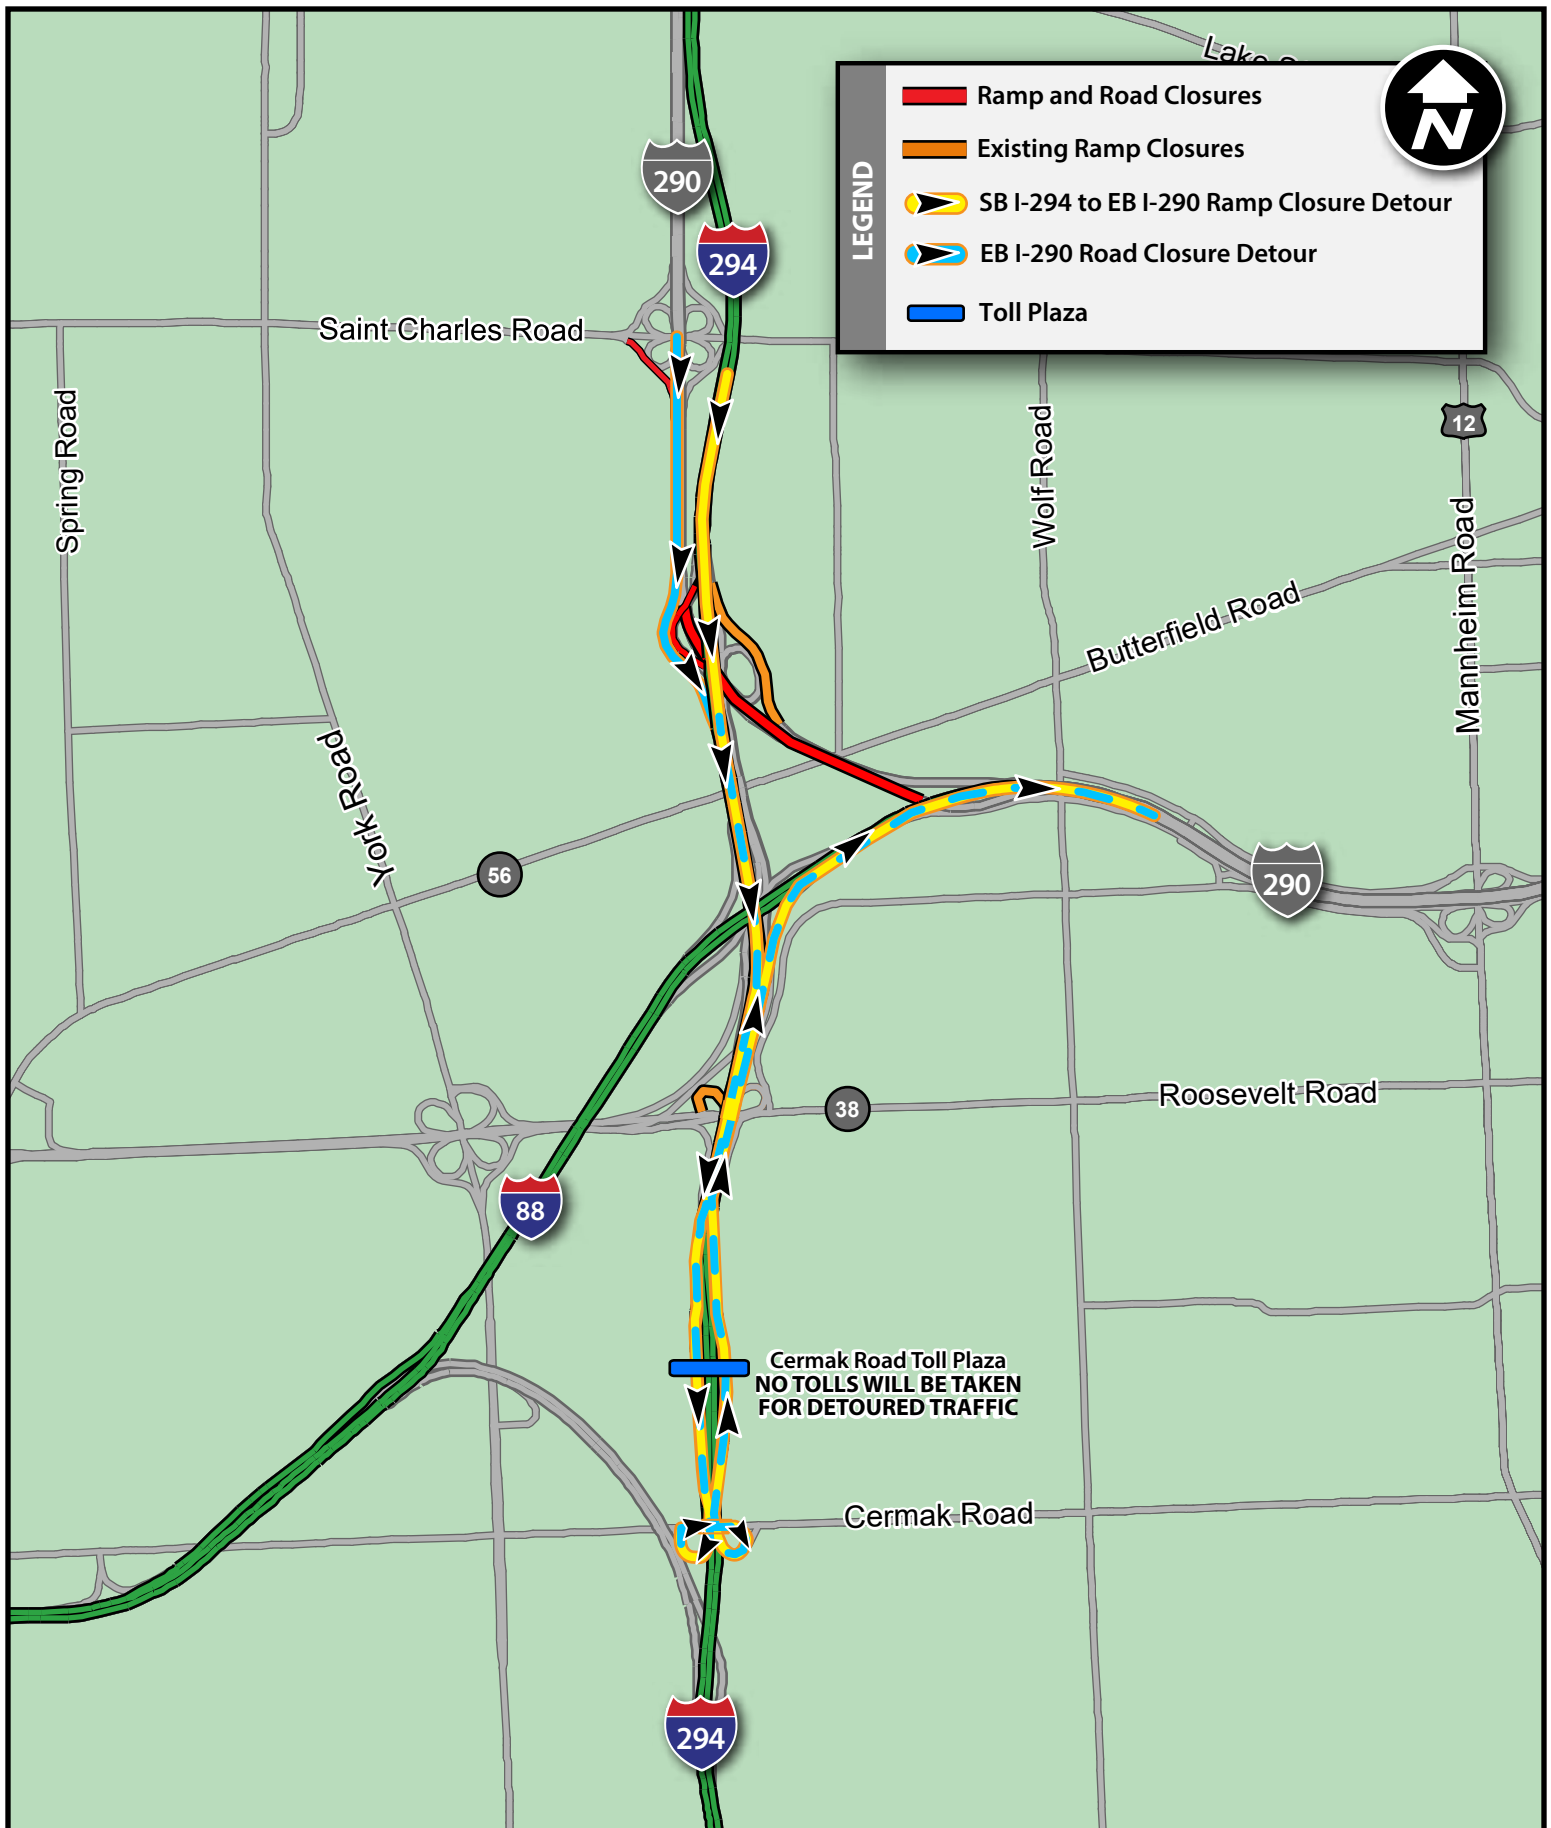 Lake
LEGEND
Ramp and Road Closures
Existing Ramp Closures
SB I-294 to EB I-290 Ramp Closure Detour
EB I-290 Road Closure Detour
Toll Plaza
N
290
294
Saint Charles Road
Spring Road
Wolf Road
12
Mannheim Road
Butterfield Road
York Road
56
290
38
Roosevelt Road
88
Cermak Road Toll Plaza
NO TOLLS WILL BE TAKEN
FOR DETOURED TRAFFIC
Cermak Road
294